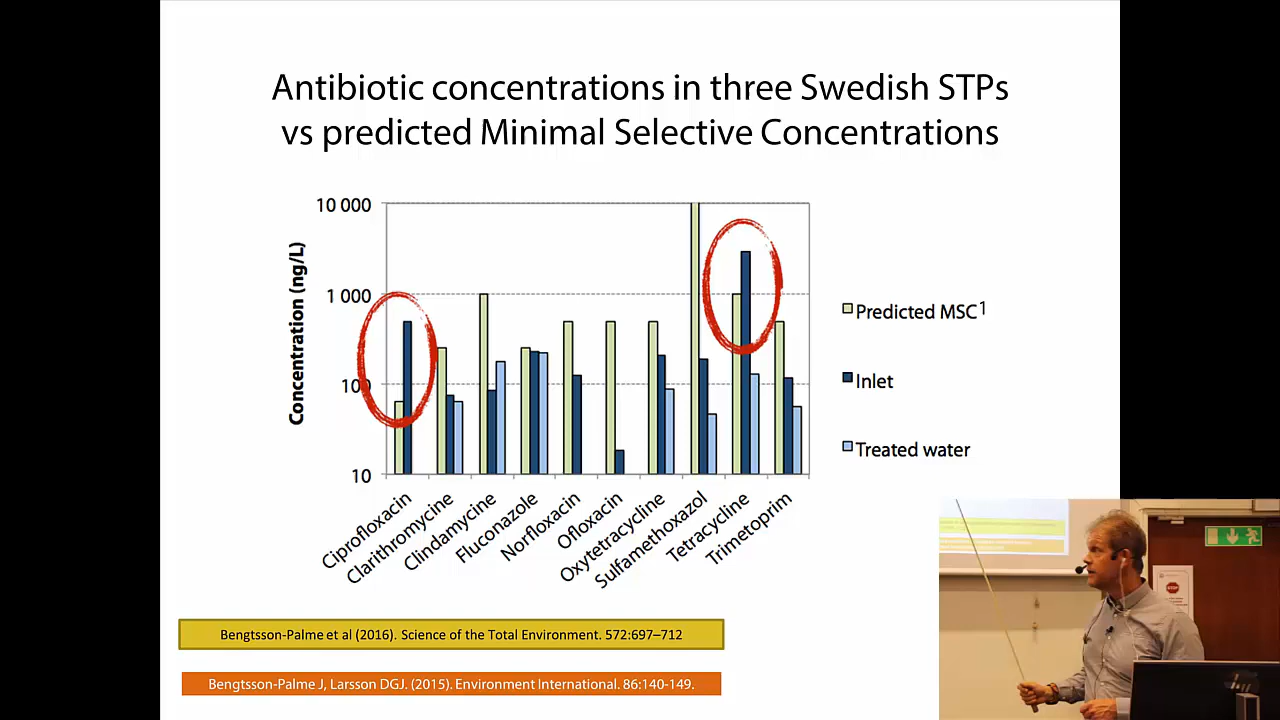 Antibiotic concentrations in three Swedish STPs
vs predicted Minimal Selective Concentrations
10 000
1 000
100
10
Concentration (ng/L)
Ciprofloxacin
Clarithromycine
Clindamycine
Fluconazole
Norfloxacin
Ofloxacin
Oxytetracycline
Sulfamethoxazol
Tetracycline
Trimetoprim
Predicted MSC1
Inlet
Treated water
Bengtsson-Palme et al (2016). Science of the Total Environment. 572:697–712
Bengtsson-Palme J, Larsson DGJ. (2015). Environment International. 86:140-149.
STOP
hp